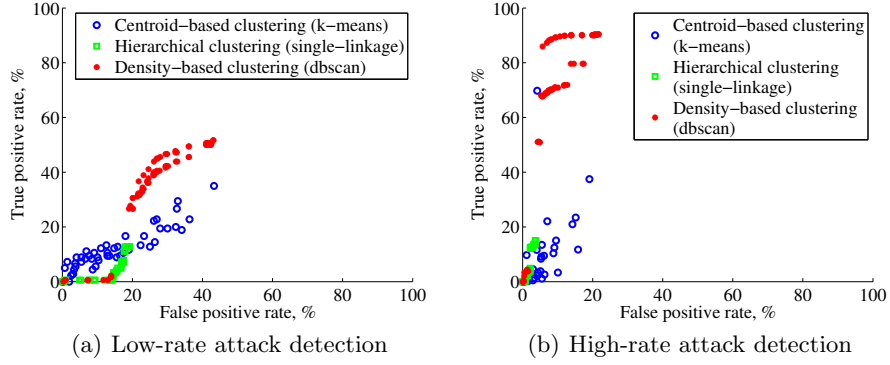 True positive rate, %
100
80
60
40
20
0
0
20
40
60
80
100
False positive rate, %
Centroid−based clustering (k−means)
Hierarchical clustering (single−linkage)
Density−based clustering (dbscan)
(a) Low-rate attack detection
True positive rate, %
100
80
60
40
20
0
0
20
40
60
80
100
False positive rate, %
Centroid−based clustering
(k−means)
Hierarchical clustering
(single−linkage)
Density−based clustering
(dbscan)
(b) High-rate attack detection